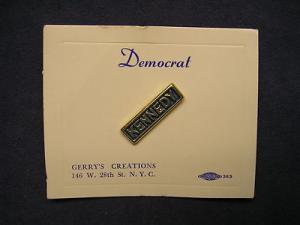 Democrat
KENNEDY
GERRY'S CREATIONS
146 W. 28th St. N. Y. C.